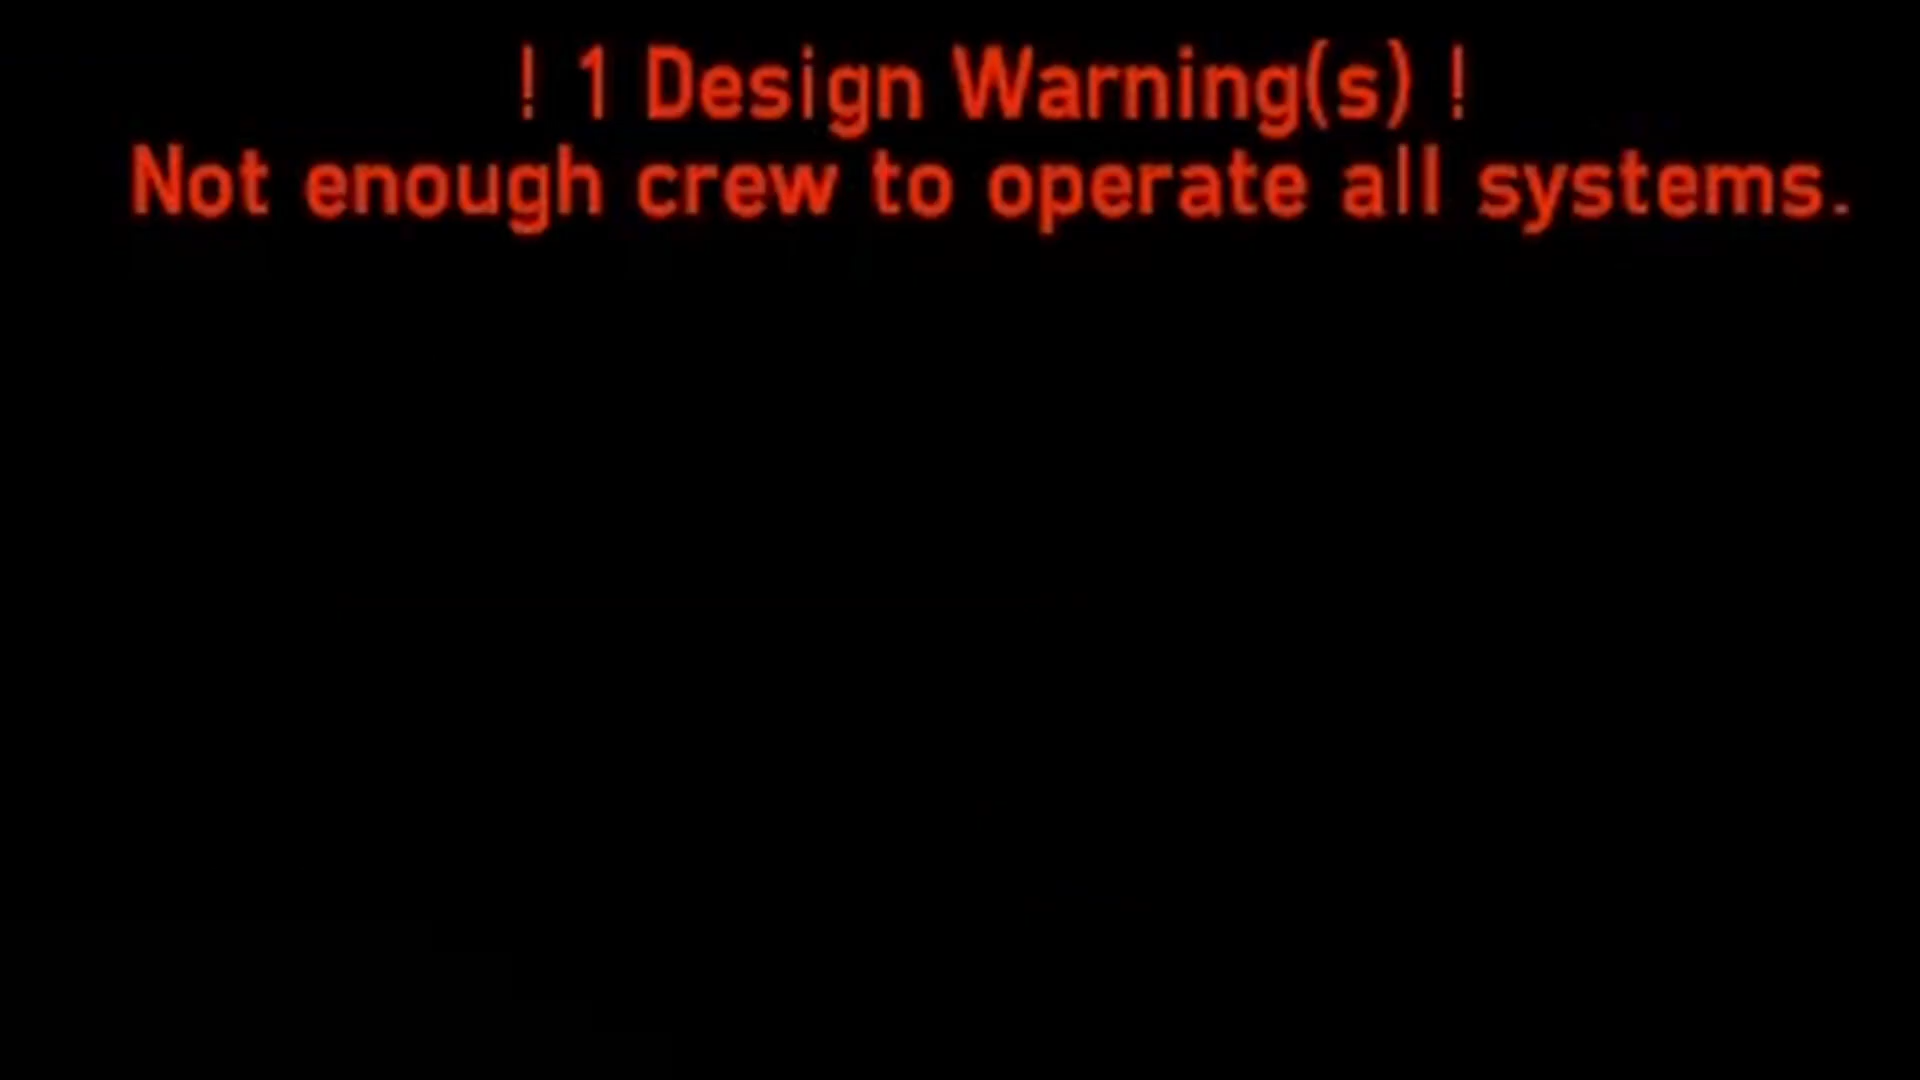 ! 1 Design Warning(s) !
Not enough crew to operate all systems.